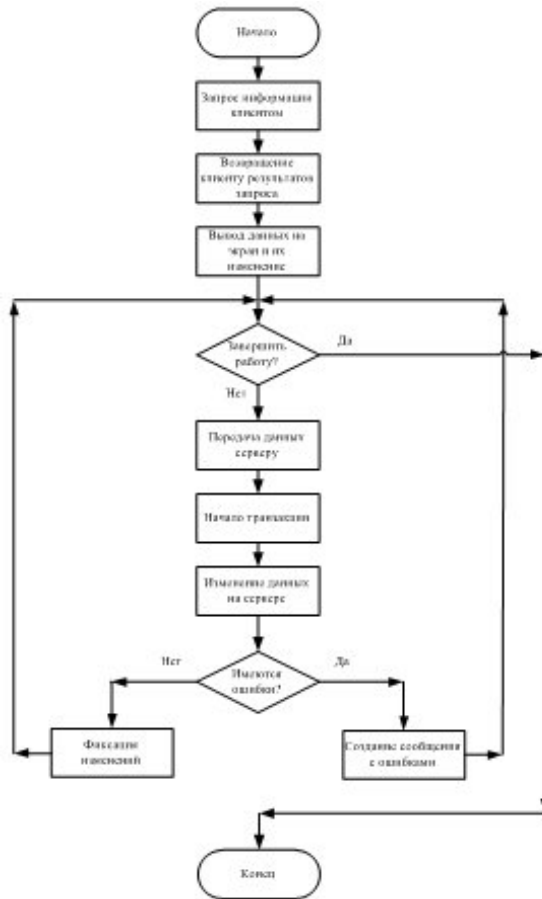 Начало
Запрос информации
клиентом
Возвращение
клиенту результатов
запроса
Вывод данных на
экран и их
изменение
Завершить
работу?
Да
Нет
Передача данных
серверу
Начало транзакции
Изменение данных
на сервере
Нет
Имеются
ошибки?
Да
Фиксация
изменений
Создание сообщения
с ошибками
Конец